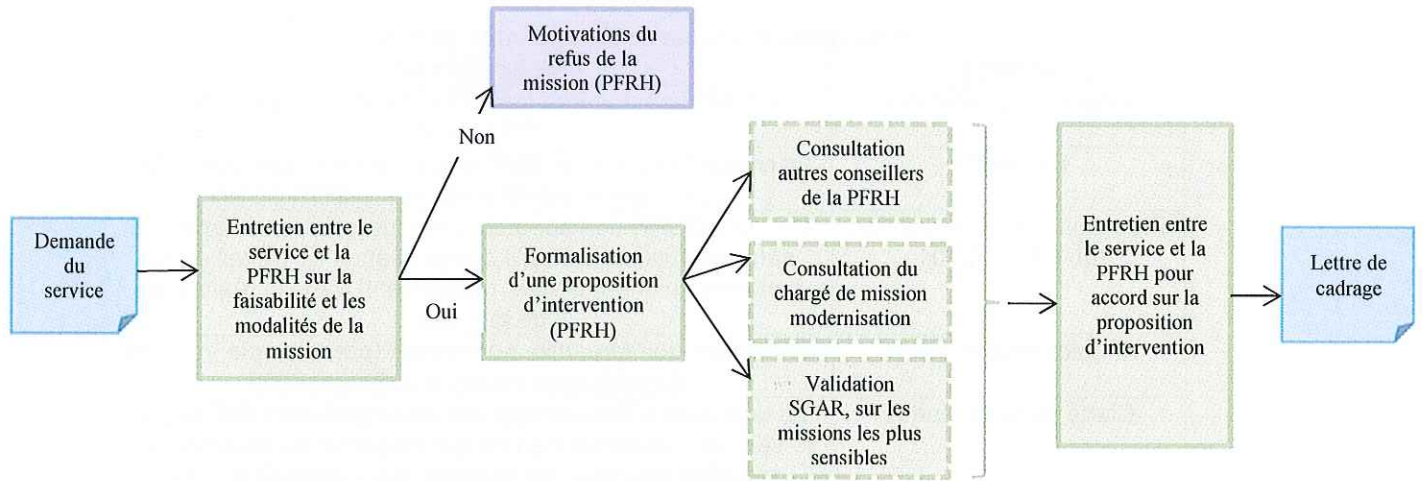 Motivations du
refus de la
mission (PFRH)
Non
Demande
du
service
Entretien entre le
service et la
PFRH sur la
faisabilité et les
modalités de la
mission
Oui
Formalisation
d’une proposition
d’intervention
(PFRH)
Consultation
autres conseillers
de la PFRH
Consultation du
chargé de mission
modernisation
Validation
SGAR, sur les
missions les plus
sensibles
Entretien entre
le service et la
PFRH pour
accord sur la
proposition
d’intervention
Lettre de
cadrage